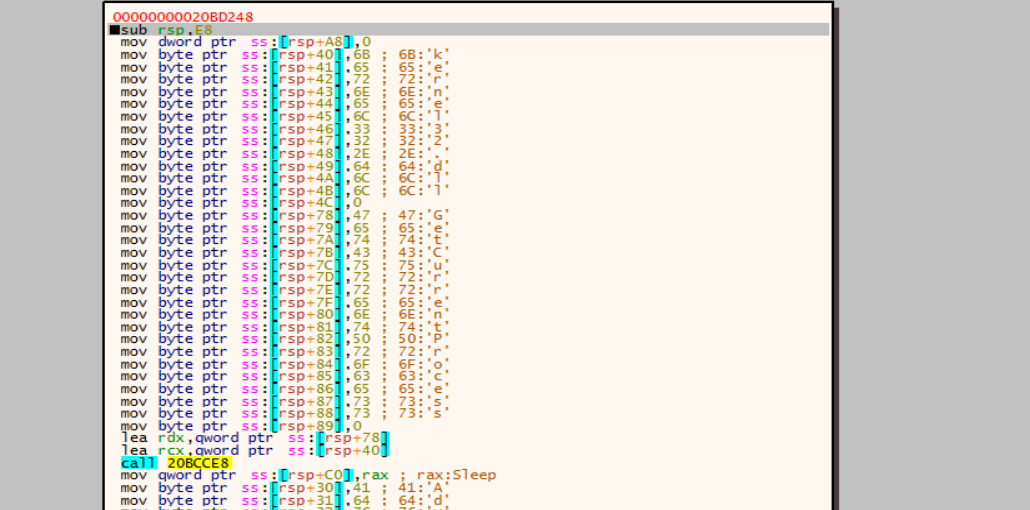 00000000020BD248
sub rsp,E8
mov dword ptr ss:[rsp+A8],0
mov byte ptr ss:[rsp+40],6B ; 6B:'k'
mov byte ptr ss:[rsp+41],65 ; 65:'e'
mov byte ptr ss:[rsp+42],72 ; 72:'r'
mov byte ptr ss:[rsp+43],6E ; 6E:'n'
mov byte ptr ss:[rsp+44],65 ; 65:'e'
mov byte ptr ss:[rsp+45],6C ; 6C:'l'
mov byte ptr ss:[rsp+46],33 ; 33:'3'
mov byte ptr ss:[rsp+47],32 ; 32:'2'
mov byte ptr ss:[rsp+48],2E ; 2E:'.'
mov byte ptr ss:[rsp+49],64 ; 64:'d'
mov byte ptr ss:[rsp+4A],6C ; 6C:'l'
mov byte ptr ss:[rsp+4B],6C ; 6C:'l'
mov byte ptr ss:[rsp+4C],0
mov byte ptr ss:[rsp+78],47 ; 47:'G'
mov byte ptr ss:[rsp+79],65 ; 65:'e'
mov byte ptr ss:[rsp+7A],74 ; 74:'t'
mov byte ptr ss:[rsp+7B],43 ; 43:'C'
mov byte ptr ss:[rsp+7C],75 ; 75:'u'
mov byte ptr ss:[rsp+7D],72 ; 72:'r'
mov byte ptr ss:[rsp+7E],72 ; 72:'r'
mov byte ptr ss:[rsp+7F],65 ; 65:'e'
mov byte ptr ss:[rsp+80],6E ; 6E:'n'
mov byte ptr ss:[rsp+81],74 ; 74:'t'
mov byte ptr ss:[rsp+82],50 ; 50:'P'
mov byte ptr ss:[rsp+83],72 ; 72:'r'
mov byte ptr ss:[rsp+84],6F ; 6F:'o'
mov byte ptr ss:[rsp+85],63 ; 63:'c'
mov byte ptr ss:[rsp+86],65 ; 65:'e'
mov byte ptr ss:[rsp+87],73 ; 73:'s'
mov byte ptr ss:[rsp+88],73 ; 73:'s'
mov byte ptr ss:[rsp+89],0
lea rdx,qword ptr ss:[rsp+78]
lea rcx,qword ptr ss:[rsp+40]
call 20BCCE8
mov qword ptr ss:[rsp+C0],rax ; rax:Sleep
mov byte ptr ss:[rsp+30],41 ; 41:'A'
mov byte ptr ss:[rsp+31],64 ; 64:'d'